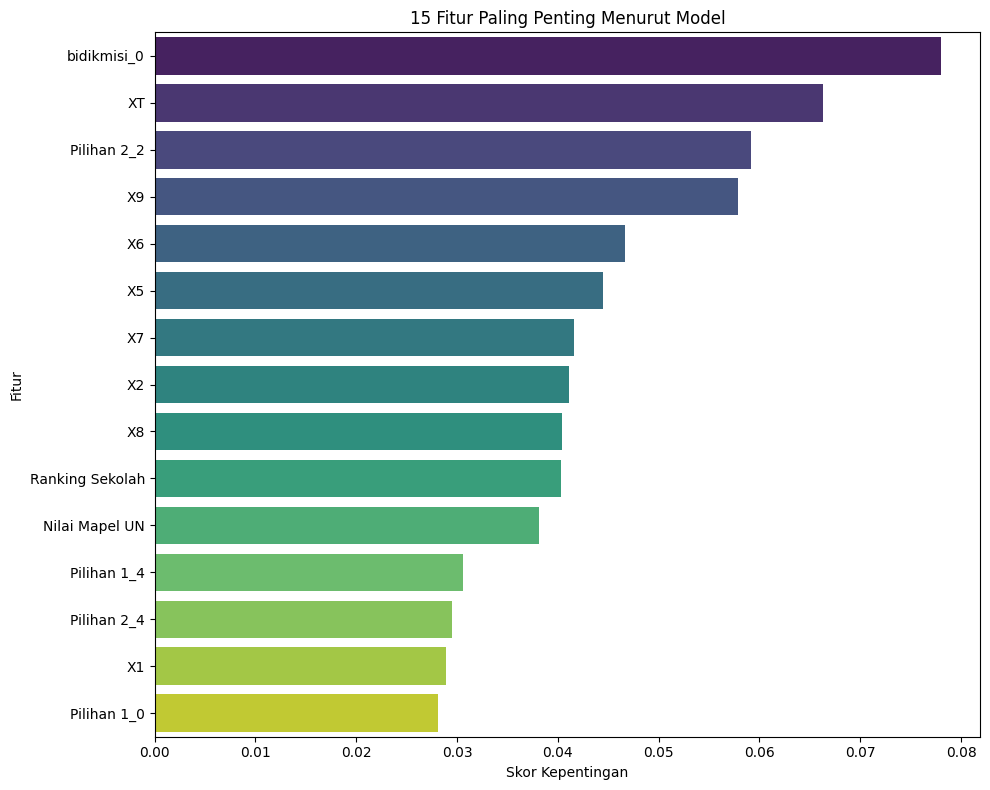 15 Fitur Paling Penting Menurut Model
bidikmisi_0
XT
Pilihan 2_2
X9
X6
X5
X7
X2
X8
Ranking Sekolah
Nilai Mapel UN
Pilihan 1_4
Pilihan 2_4
X1
Pilihan 1_0
Fitur
0.00 0.01 0.02 0.03 0.04 0.05 0.06 0.07 0.08
Skor Kepentingan